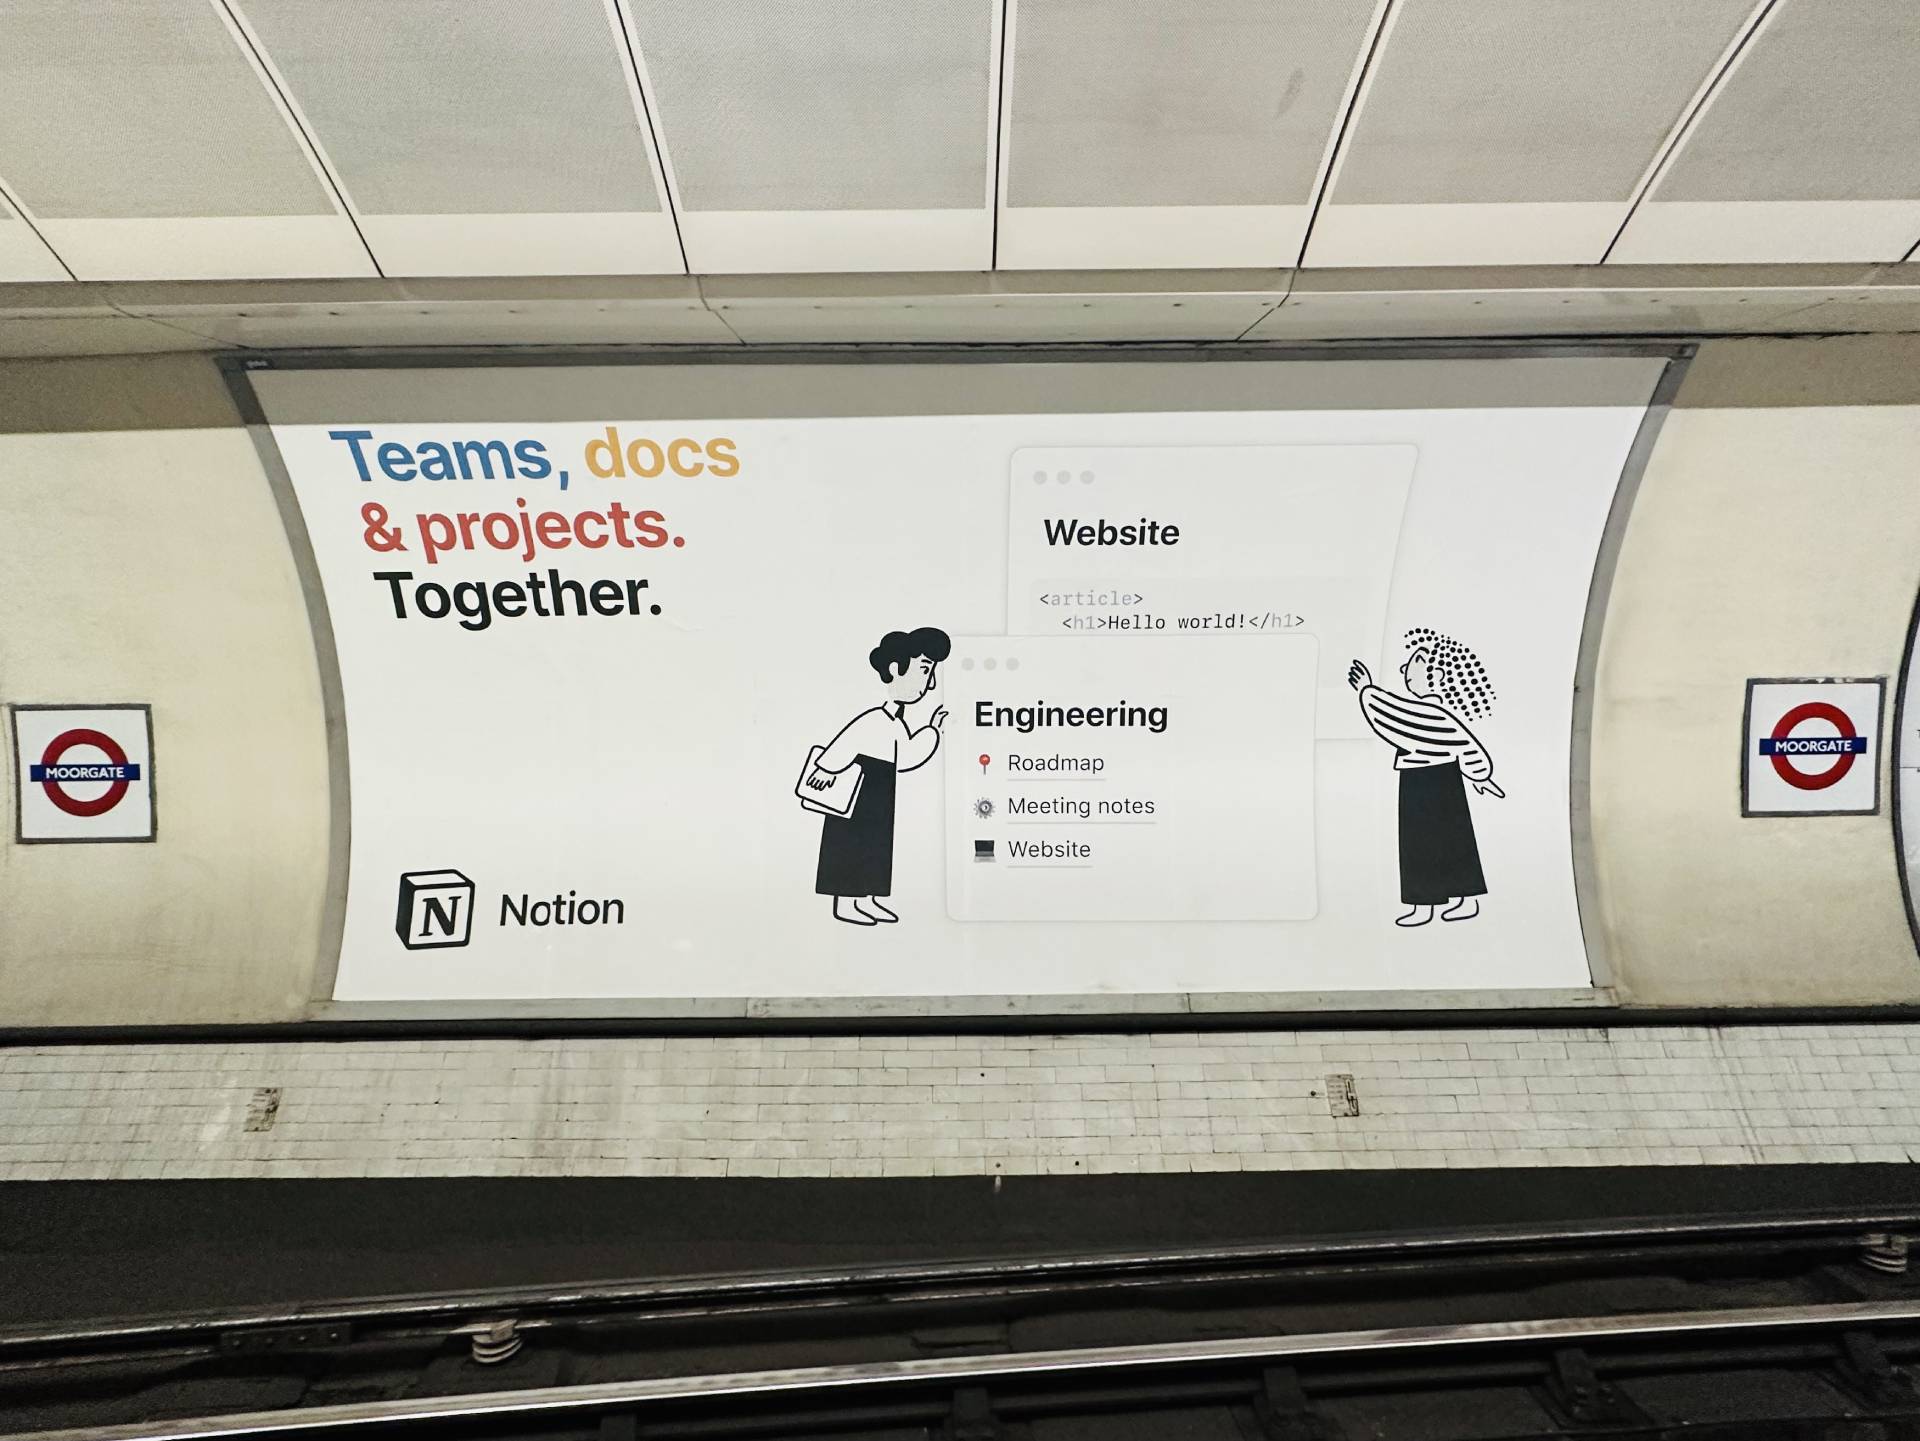 Teams, docs
& projects.
Together.
Website
<article>
<h1>Hello world!</h1>
Engineering
📍 Roadmap
⚙️ Meeting notes
💻 Website
N Notion
MOORGATE
MOORGATE